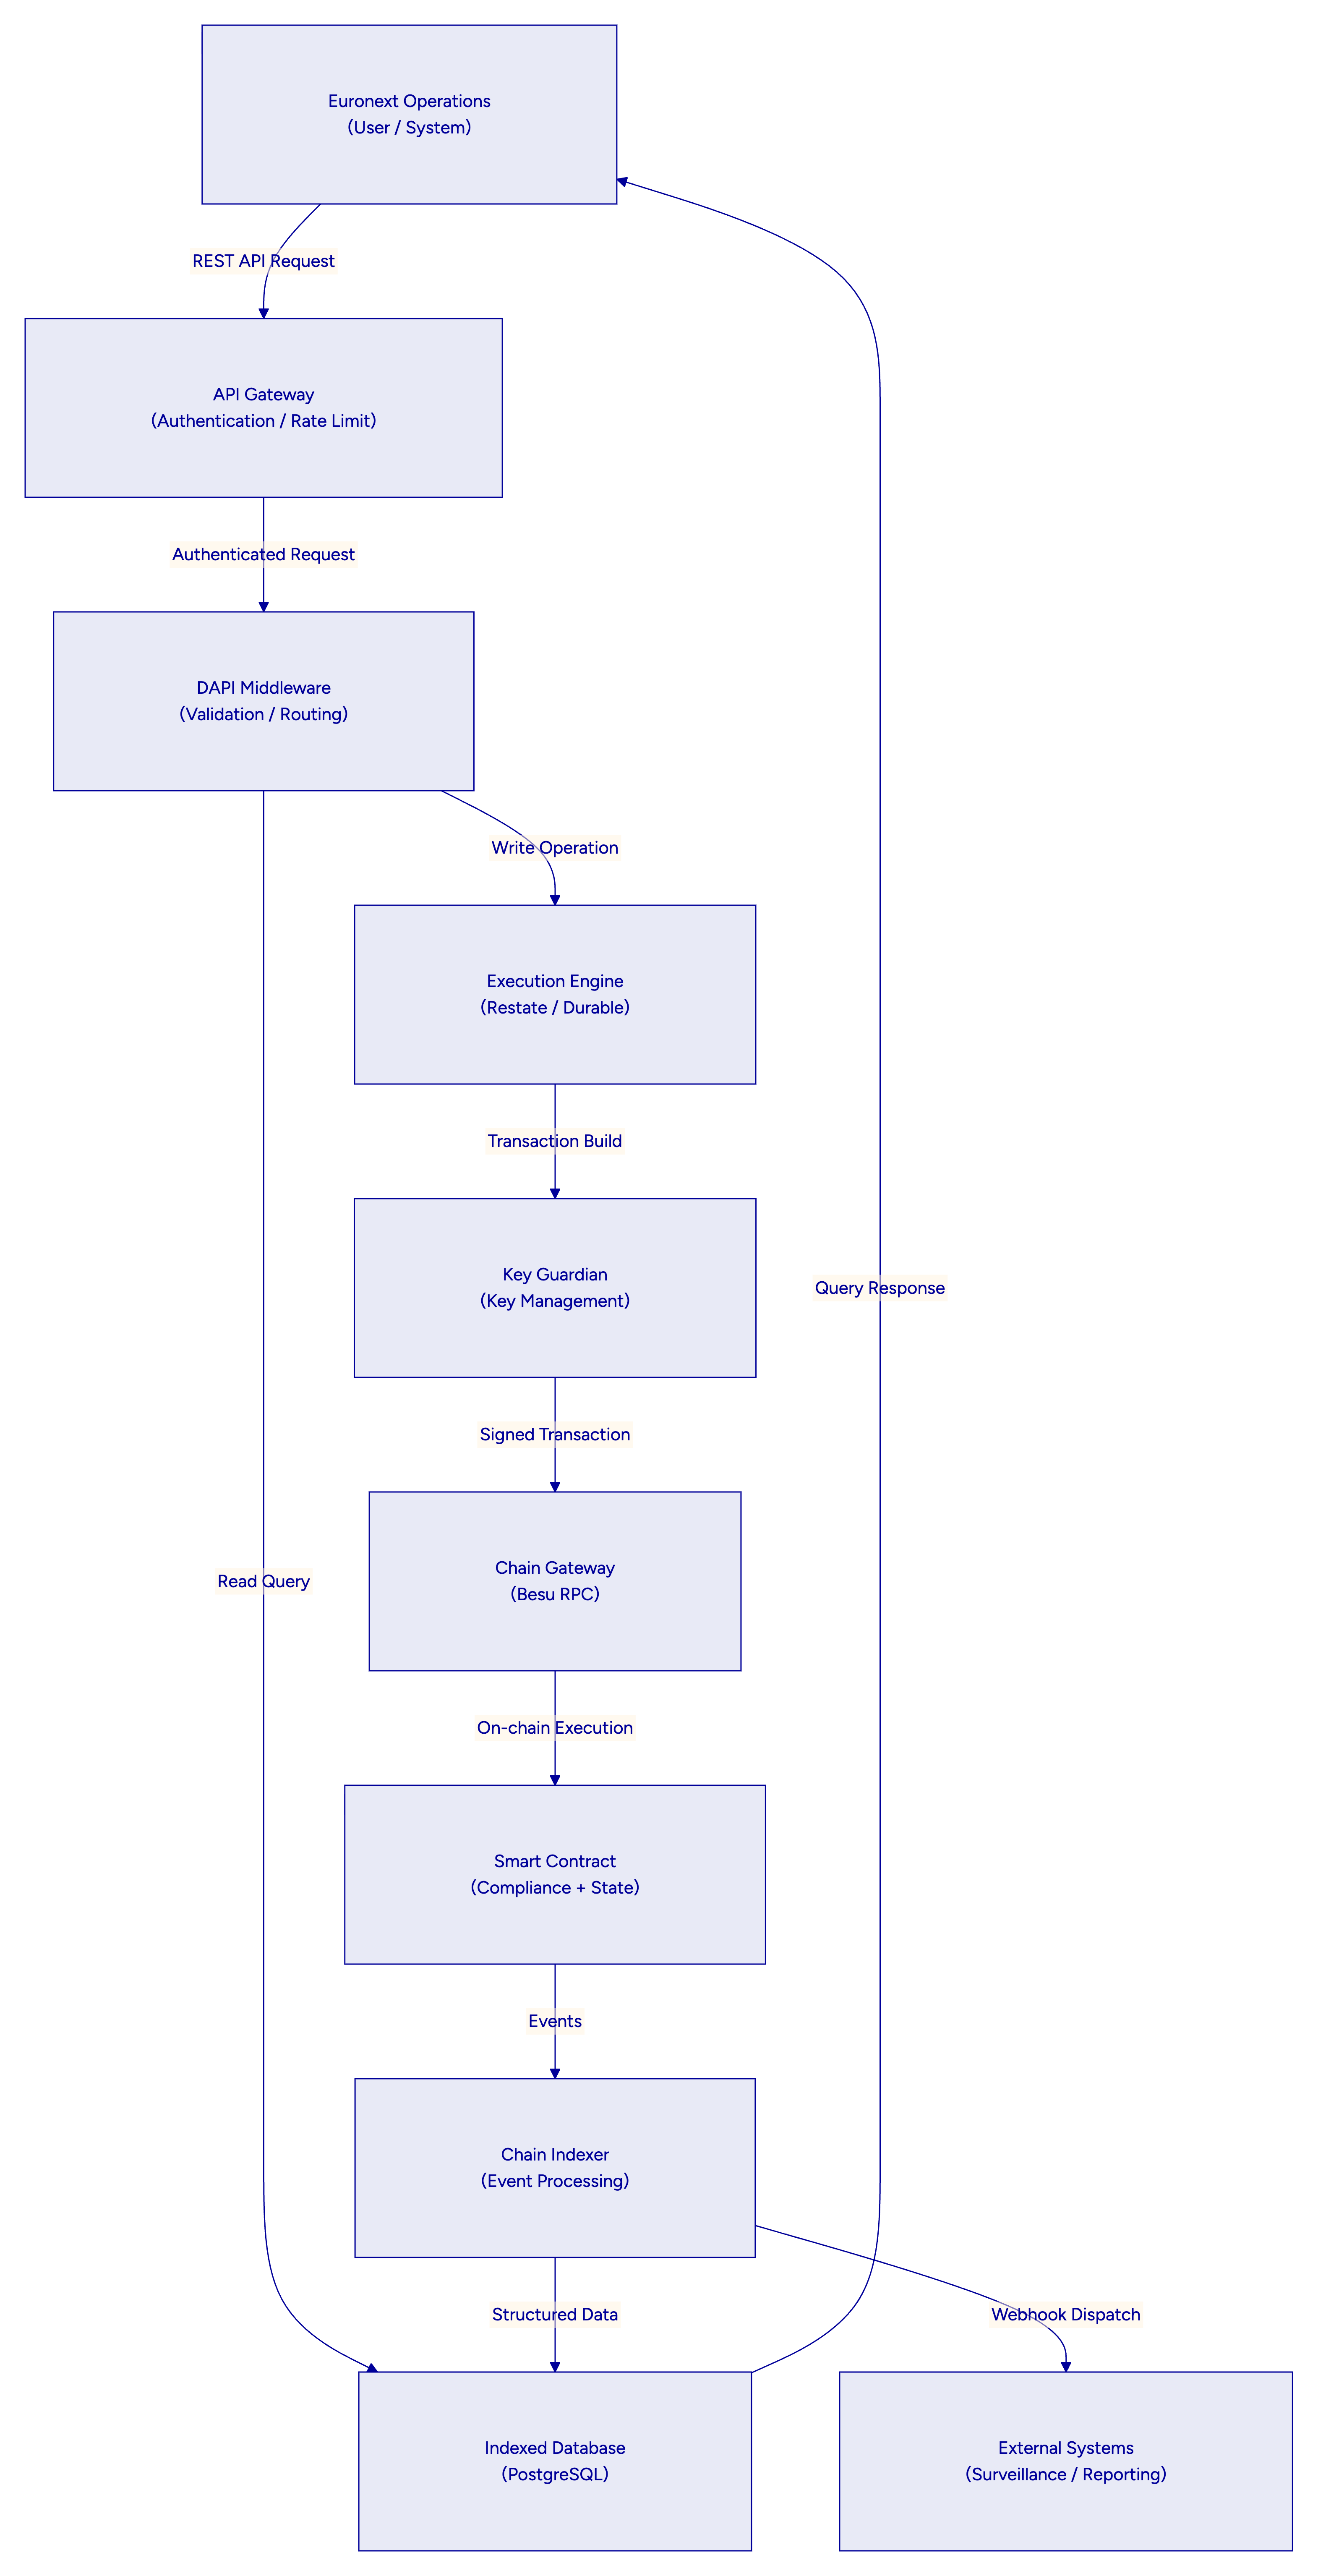 Euronext Operations
(User / System)
REST API Request
API Gateway
(Authentication / Rate Limit)
Authenticated Request
DAPI Middleware
(Validation / Routing)
Write Operation
Execution Engine
(Restate / Durable)
Transaction Build
Key Guardian
(Key Management)
Query Response
Signed Transaction
Chain Gateway
(Besu RPC)
Read Query
On-chain Execution
Smart Contract
(Compliance + State)
Events
Chain Indexer
(Event Processing)
Structured Data
Webhook Dispatch
Indexed Database
(PostgreSQL)
External Systems
(Surveillance / Reporting)